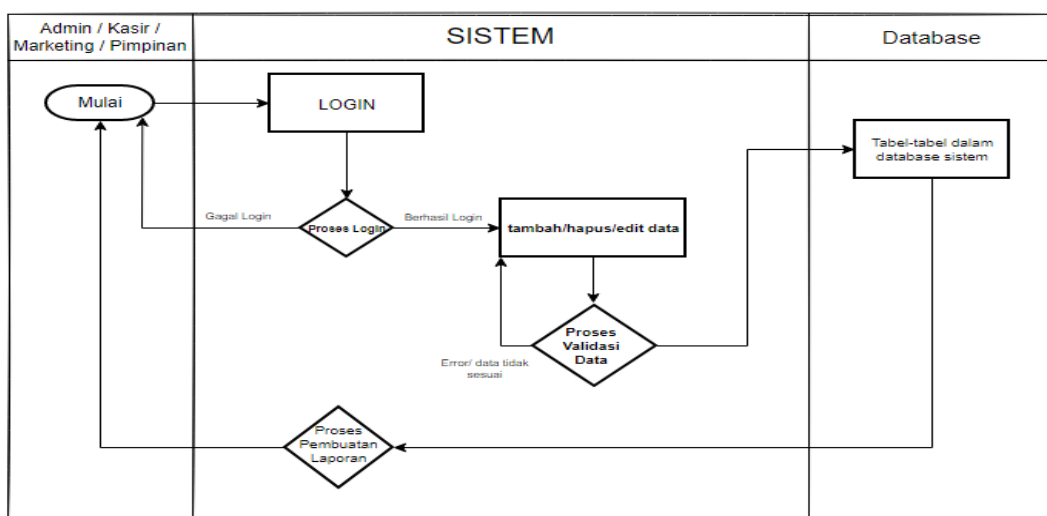 Admin / Kasir /
Marketing / Pimpinan
SISTEM
Database
Mulai
LOGIN
Tabel-tabel dalam
database sistem
Gagal Login
Proses Login
Berhasil Login
tambah/hapus/edit data
Proses
Validasi
Data
Error/ data tidak
sesuai
Proses
Pembuatan
Laporan